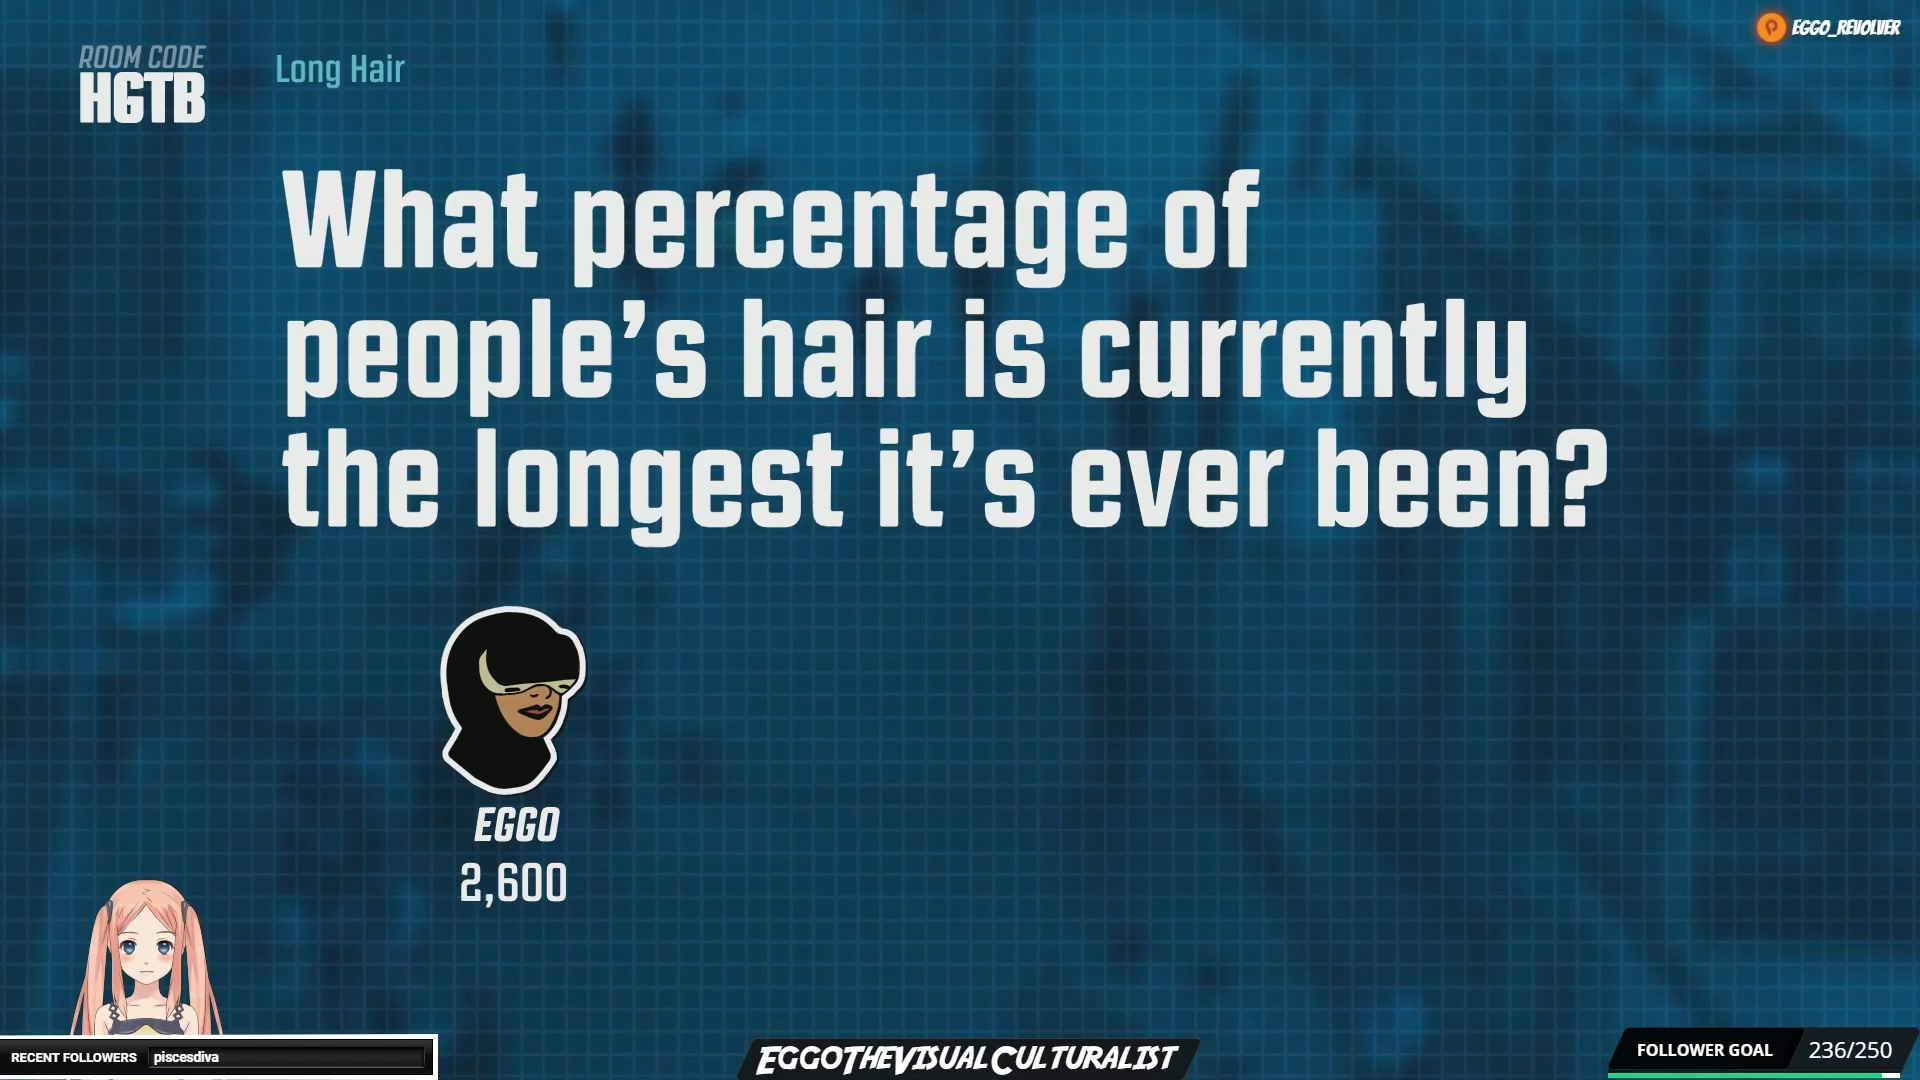 EGGO_REVOLVER
ROOM CODE
HGTB
Long Hair
What percentage of
people's hair is currently
the longest it's ever been?
EGGO
2,600
RECENT FOLLOWERS piscesdiva
EGGOTHEVISUALCULTURALIST
FOLLOWER GOAL 236/250